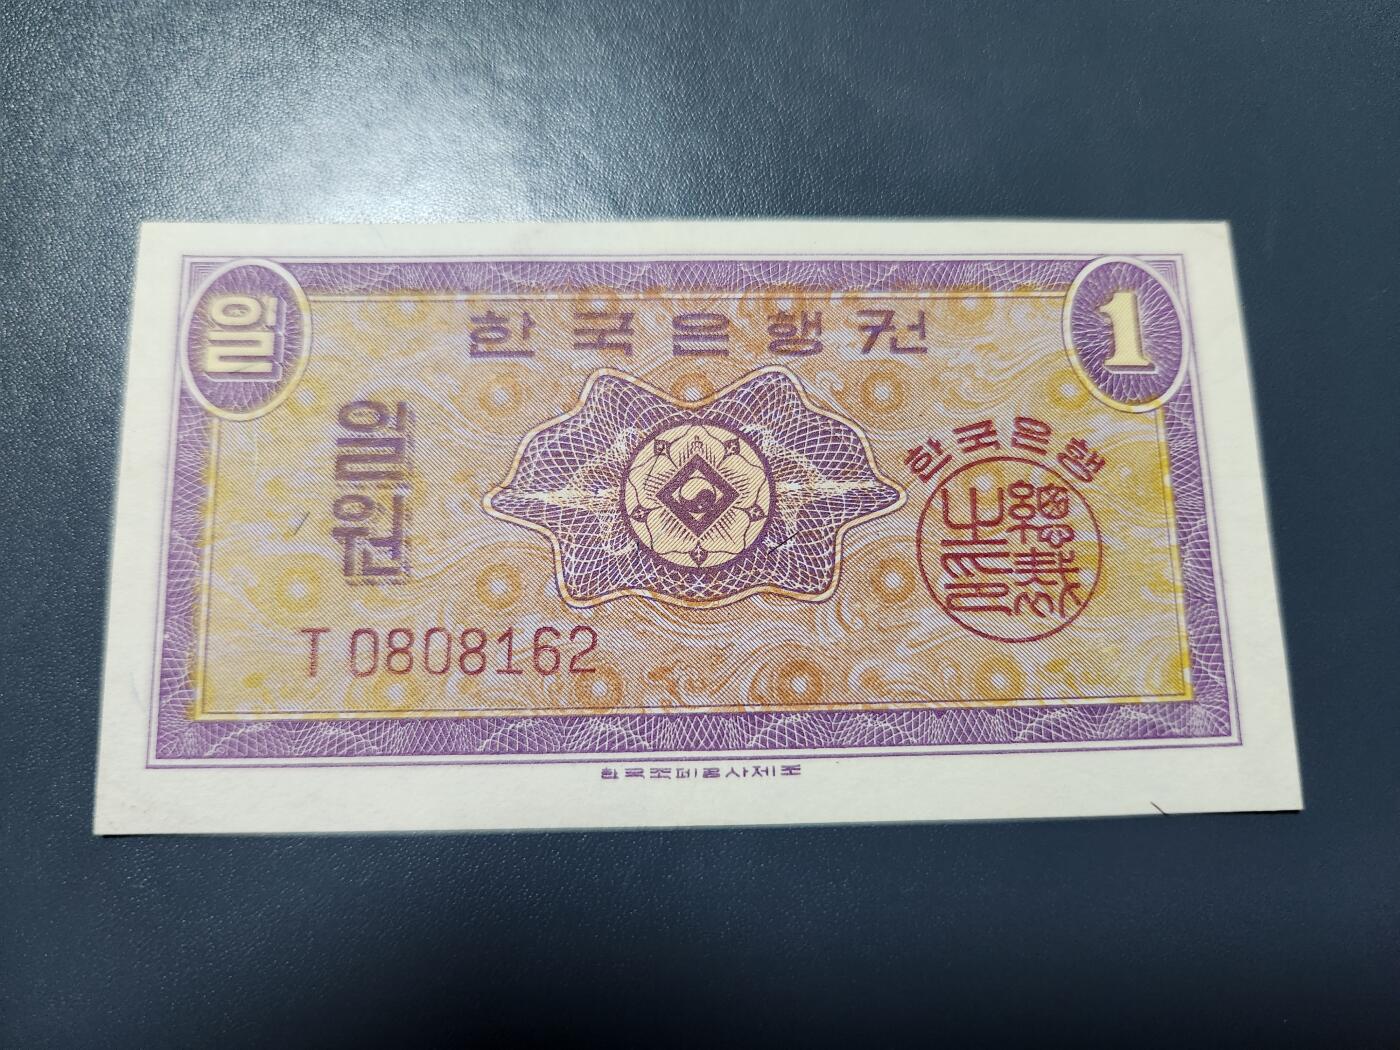 일
한국은행권
1
일원
한국은행
總裁之印
T 0808162
한국조폐공사제조